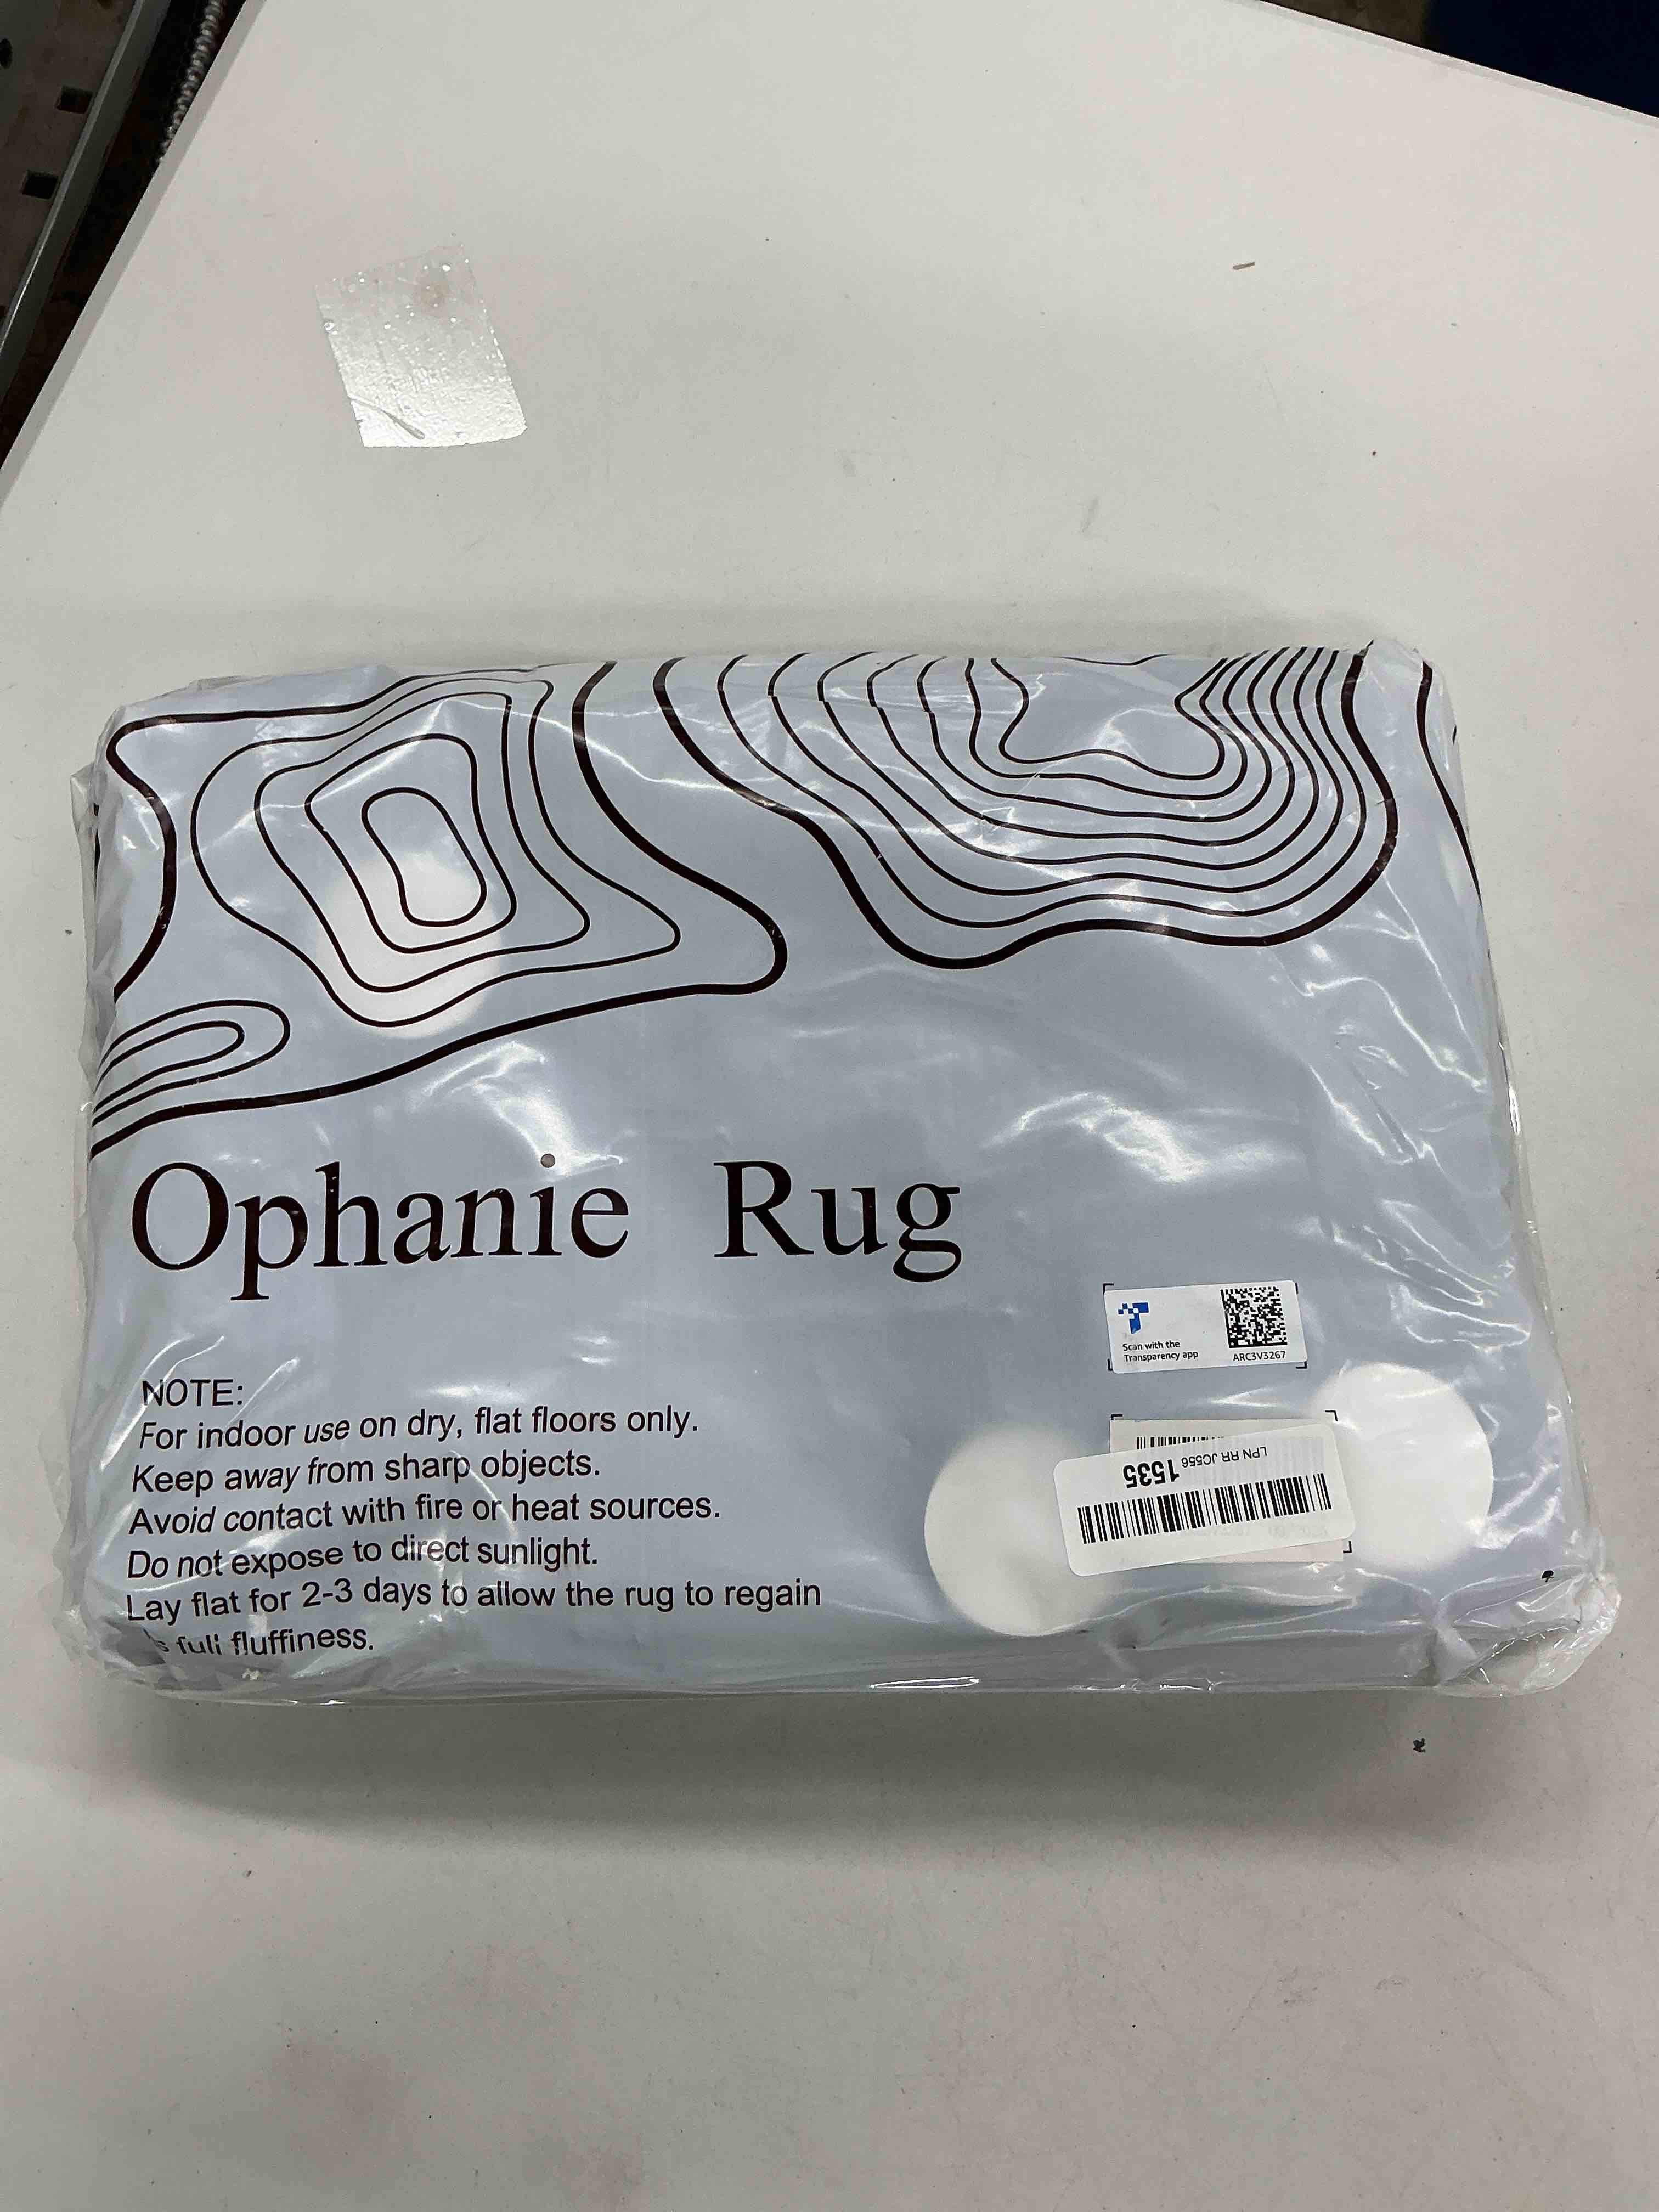 Ophanie Rug
Scan with the
Transparency app
ARC3V3267
NOTE:
For indoor use on dry, flat floors only.
Keep away from sharp objects.
Avoid contact with fire or heat sources.
Do not expose to direct sunlight.
Lay flat for 2-3 days to allow the rug to regain
s full fluffiness.
LPN RR JC556 1535